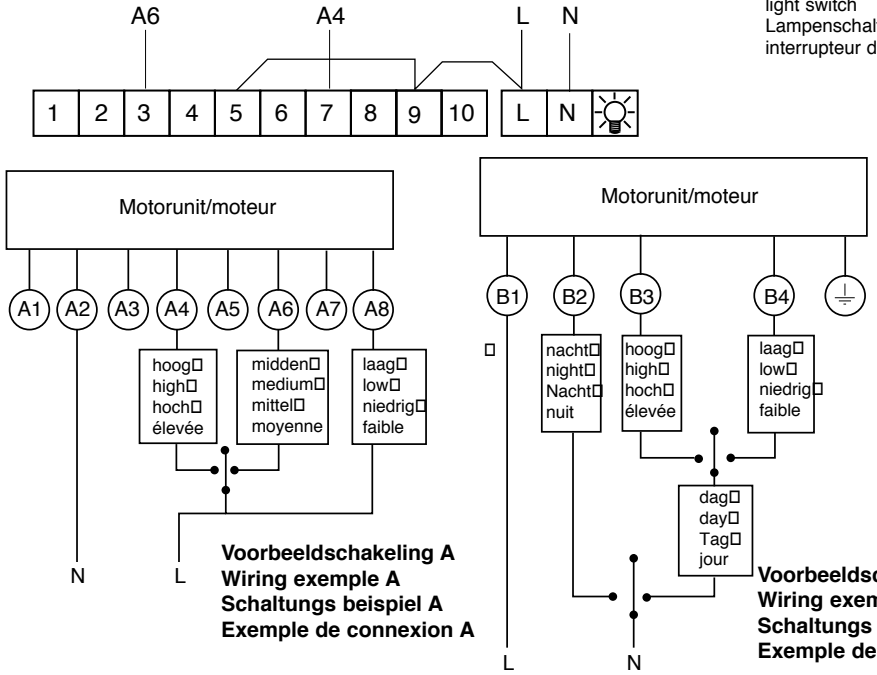 A6 A4 L N
light switch
Lampenschal
interrupteur d
1 2 3 4 5 6 7 8 9 10 L N
Motorunit/moteur
A1 A2 A3 A4 A5 A6 A7 A8
hoog
high
hoch
élevée
midden
medium
mittel
moyenne
laag
low
niedrig
faible
N L
Voorbeeldschakeling A
Wiring exemple A
Schaltungs beispiel A
Exemple de connexion A
Motorunit/moteur
B1 B2 B3 B4
nacht
night
Nacht
nuit
hoog
high
hoch
élevée
laag
low
niedrig
faible
dag
day
Tag
jour
L N
Voorbeeldsc
Wiring exem
Schaltungs
Exemple de